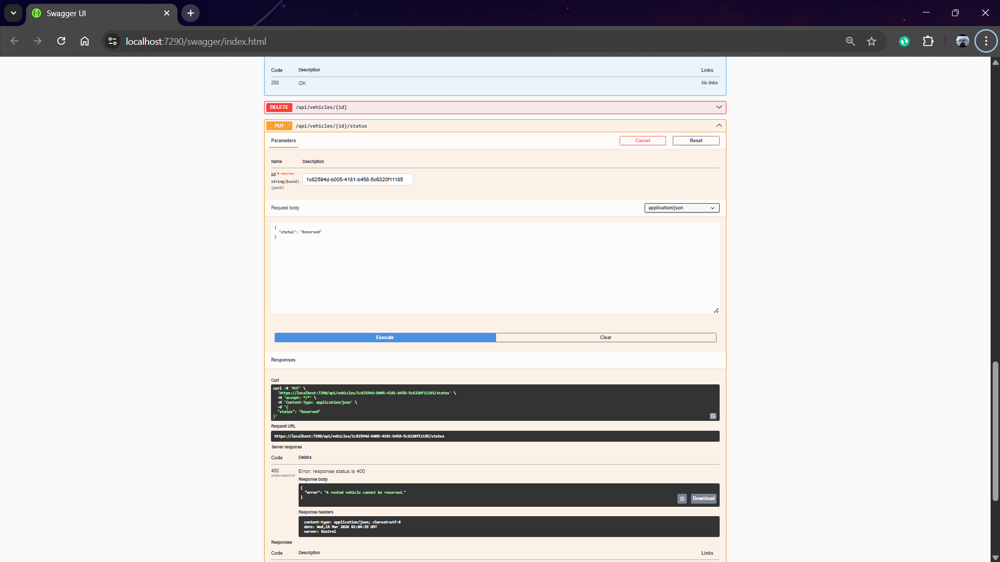 Swagger UI
localhost:7290/swagger/index.html
Code Description Links
200 OK No links
DELETE /api/vehicles/{id}
PUT /api/vehicles/{id}/status
Parameters Cancel Reset
Name Description
id * required
string($uuid)
(path)
1c82594d-b005-4181-b458-5c6320f11185
Request body application/json
{
"status": "Reserved"
}
Execute Clear
Responses
Curl
curl -X 'PUT' \
'https://localhost:7290/api/vehicles/1c82594d-b005-4181-b458-5c6320f11185/status' \
-H 'accept: */*' \
-H 'Content-Type: application/json' \
-d '{
"status": "Reserved"
}'
Request URL
https://localhost:7290/api/vehicles/1c82594d-b005-4181-b458-5c6320f11185/status
Server response
Code Details
400 Error: response status is 400
Undocumented
Response body
{
"error": "A rented vehicle cannot be reserved."
}
Download
Response headers
content-type: application/json; charset=utf-8
date: Wed,18 Mar 2026 02:04:39 GMT
server: Kestrel
Responses
Code Description Links